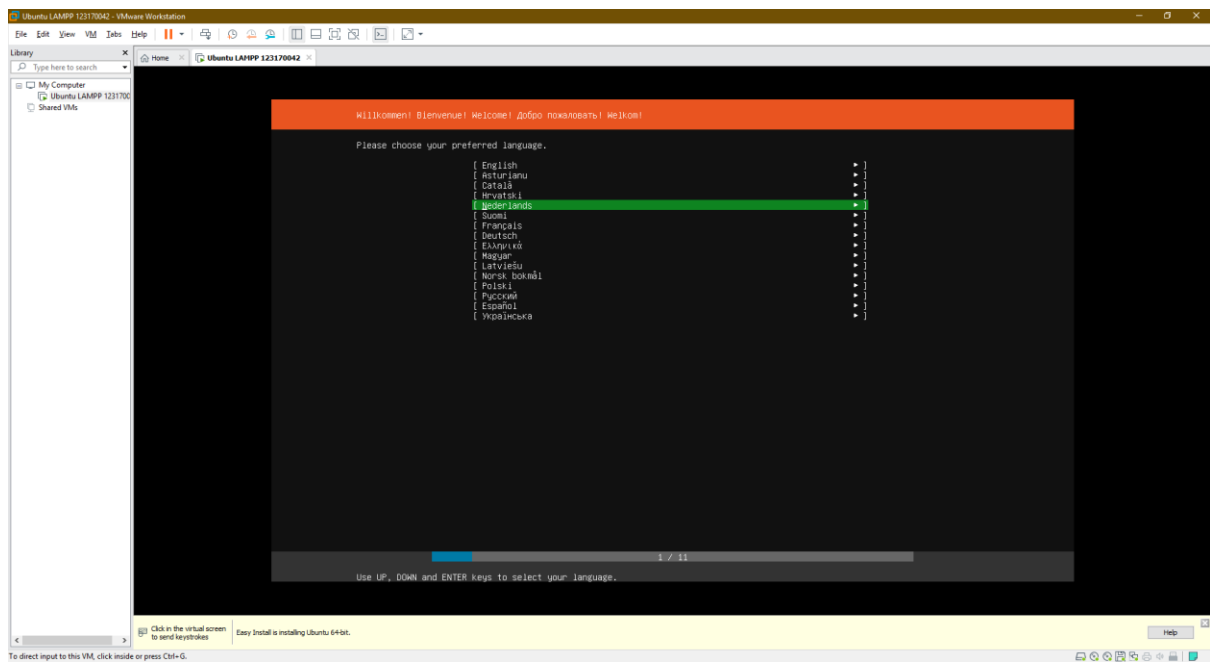 Ubuntu LAMPP 123170042 - VMware Workstation
File Edit View VM Tabs Help
Library
Type here to search
My Computer
Ubuntu LAMPP 1231700
Shared VMs
Home
Ubuntu LAMPP 123170042
Willkommen! Bienvenue! Welcome! Добро пожаловать! Welkom!
Please choose your preferred language.
[ English ► ]
[ Asturianu ► ]
[ Català ► ]
[ Hrvatski ► ]
[ Nederlands ► ]
[ Suomi ► ]
[ Français ► ]
[ Deutsch ► ]
[ Ελληνικά ► ]
[ Magyar ► ]
[ Latviešu ► ]
[ Norsk bokmål ► ]
[ Polski ► ]
[ Русский ► ]
[ Español ► ]
[ Українська ► ]
1 / 11
Use UP, DOWN and ENTER keys to select your language.
Click in the virtual screen
to send keystrokes
Easy Install is installing Ubuntu 64-bit.
Help
To direct input to this VM, click inside or press Ctrl+G.